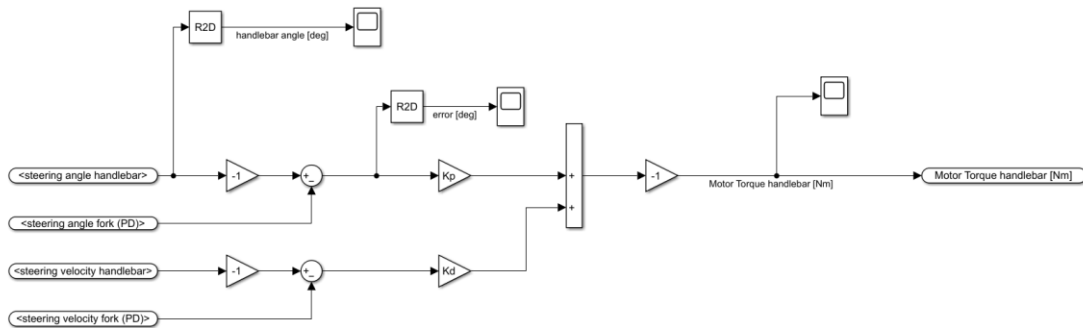 R2D
handlebar angle [deg]
R2D
error [deg]
<steering angle handlebar>
-1
+
-
Kp
+
-1
Motor Torque handlebar [Nm]
Motor Torque handlebar [Nm]
<steering angle fork (PD)>
+
<steering velocity handlebar>
-1
+
-
Kd
<steering velocity fork (PD)>